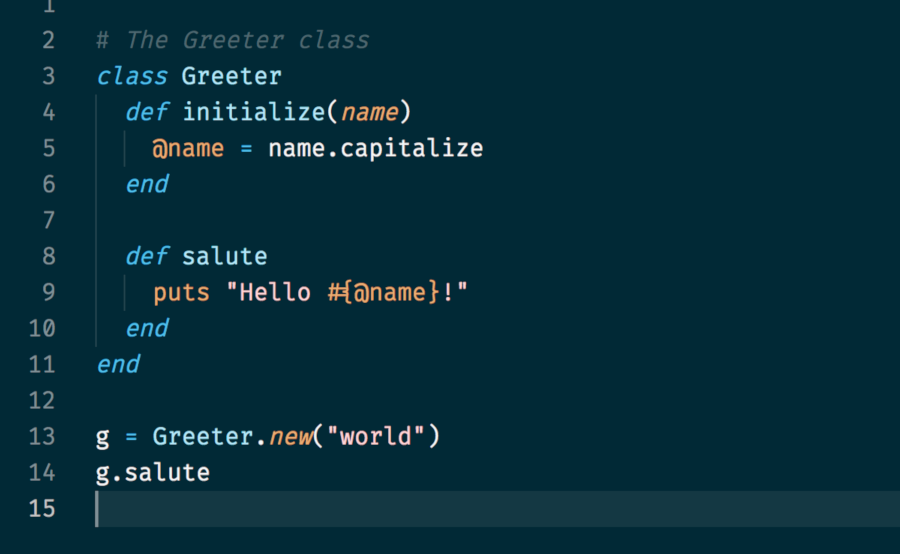 1
2 # The Greeter class
3 class Greeter
4   def initialize(name)
5     @name = name.capitalize
6   end
7
8   def salute
9     puts "Hello #{@name}!"
10   end
11 end
12
13 g = Greeter.new("world")
14 g.salute
15